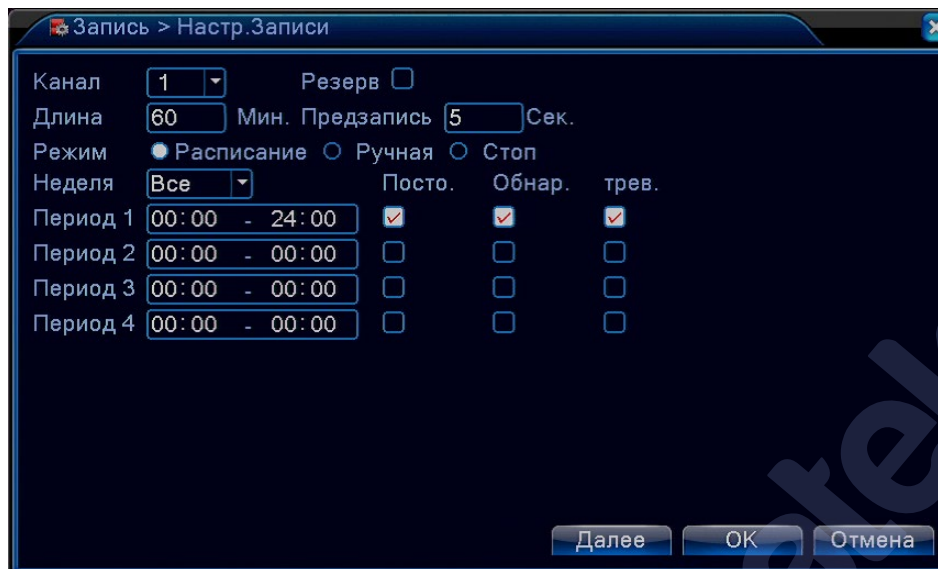 Запись > Настр.Записи
Канал 1 Резерв
Длина 60 Мин. Предзапись 5 Сек.
Режим Расписание Ручная Стоп
Неделя Все Посто. Обнар. трев.
Период 1 00:00 - 24:00
Период 2 00:00 - 00:00
Период 3 00:00 - 00:00
Период 4 00:00 - 00:00
Далее OK Отмена